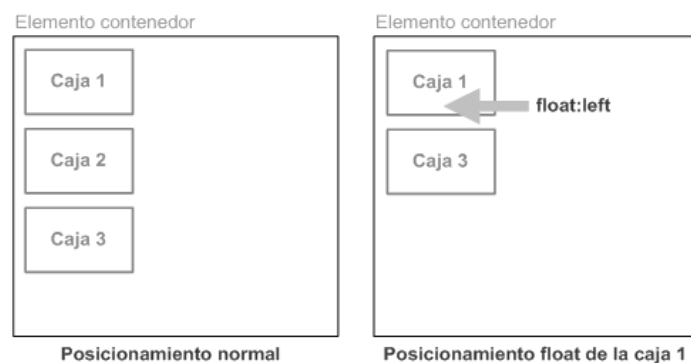 Elemento contenedor
Caja 1
Caja 2
Caja 3
Posicionamiento normal
Elemento contenedor
Caja 1
float:left
Caja 3
Posicionamiento float de la caja 1